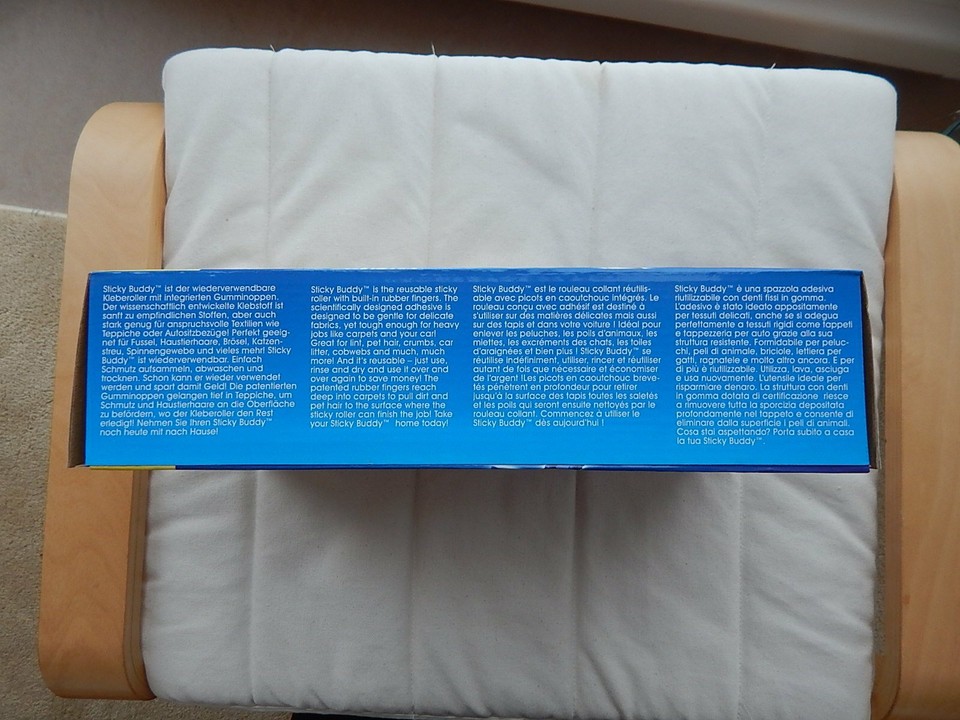 Sticky Buddy™ ist der wiederverwendbare
Kleberoller mit integrierten Gumminoppen.
Der wissenschaftlich entwickelte Klebstoff ist
sanft zu empfindlichen Stoffen, aber auch
stark genug für anspruchsvolle Textilien wie
Teppiche oder Autositzbezüge! Perfekt geeig-
net für Fussel, Haustierhaare, Brösel, Katzen-
streu, Spinnengewebe und vieles mehr! Sticky
Buddy™ ist wiederverwendbar. Einfach
Schmutz aufsammeln, abwaschen und
trocknen. Schon kann er wieder verwendet
werden und spart damit Geld! Die patentierten
Gumminoppen gelangen tief in Teppiche, um
Schmutz und Haustierhaare an die Oberfläche
zu befördern, wo der Kleberoller den Rest
erledigt! Nehmen Sie Ihren Sticky Buddy™
noch heute mit nach Hause!
Sticky Buddy™ is the reusable sticky
roller with built-in rubber fingers. The
scientifically designed adhesive is
designed to be gentle for delicate
fabrics, yet tough enough for heavy
jobs like carpets and your car!
Great for lint, pet hair, crumbs, car
litter, cobwebs and much, much
more! And it's reusable – just use,
rinse and dry and use it over and
over again to save money! The
patented rubber fingers reach
deep into carpets to pull dirt and
pet hair to the surface where the
sticky roller can finish the job! Take
your Sticky Buddy™ home today!
Sticky Buddy™ est le rouleau collant réutilis-
able avec picots en caoutchouc intégrés. Le
rouleau conçu avec adhésif est destiné à
s'utiliser sur des matières délicates mais aussi
sur des tapis et dans votre voiture ! Idéal pour
enlever les peluches, les poils d'animaux, les
miettes, les excréments des chats, les toiles
d'araignées et bien plus ! Sticky Buddy™ se
réutilise indéfiniment, utiliser, rincer et réutiliser
autant de fois que nécessaire et économiser
de l'argent !Les picots en caoutchouc breve-
tés pénètrent en profondeur pour retirer
jusqu'à la surface des tapis toutes les saletés
et les poils qui seront ensuite nettoyés par le
rouleau collant. Commencez à utiliser le
Sticky Buddy™ dès aujourd'hui !
Sticky Buddy™ è una spazzola adesiva
riutilizzabile con denti fissi in gomma.
L'adesivo è stato ideato appositamente
per tessuti delicati, anche se si adegua
perfettamente a tessuti rigidi come tappeti
e tappezzeria per auto grazie alla sua
struttura resistente. Formidabile per peluc-
chi, peli di animale, briciole, lettiera per
gatti, ragnatele e molto altro ancora. E per
di più è riutilizzabile. Utilizza, lava, asciuga
e usa nuovamente. L'utensile ideale per
risparmiare denaro. La struttura con denti
in gomma dotata di certificazione riesce
a rimuovere tutta la sporcizia depositata
profondamente nel tappeto e consente di
eliminare dalla superficie i peli di animali.
Cosa stai aspettando? Porta subito a casa
la tua Sticky Buddy™.